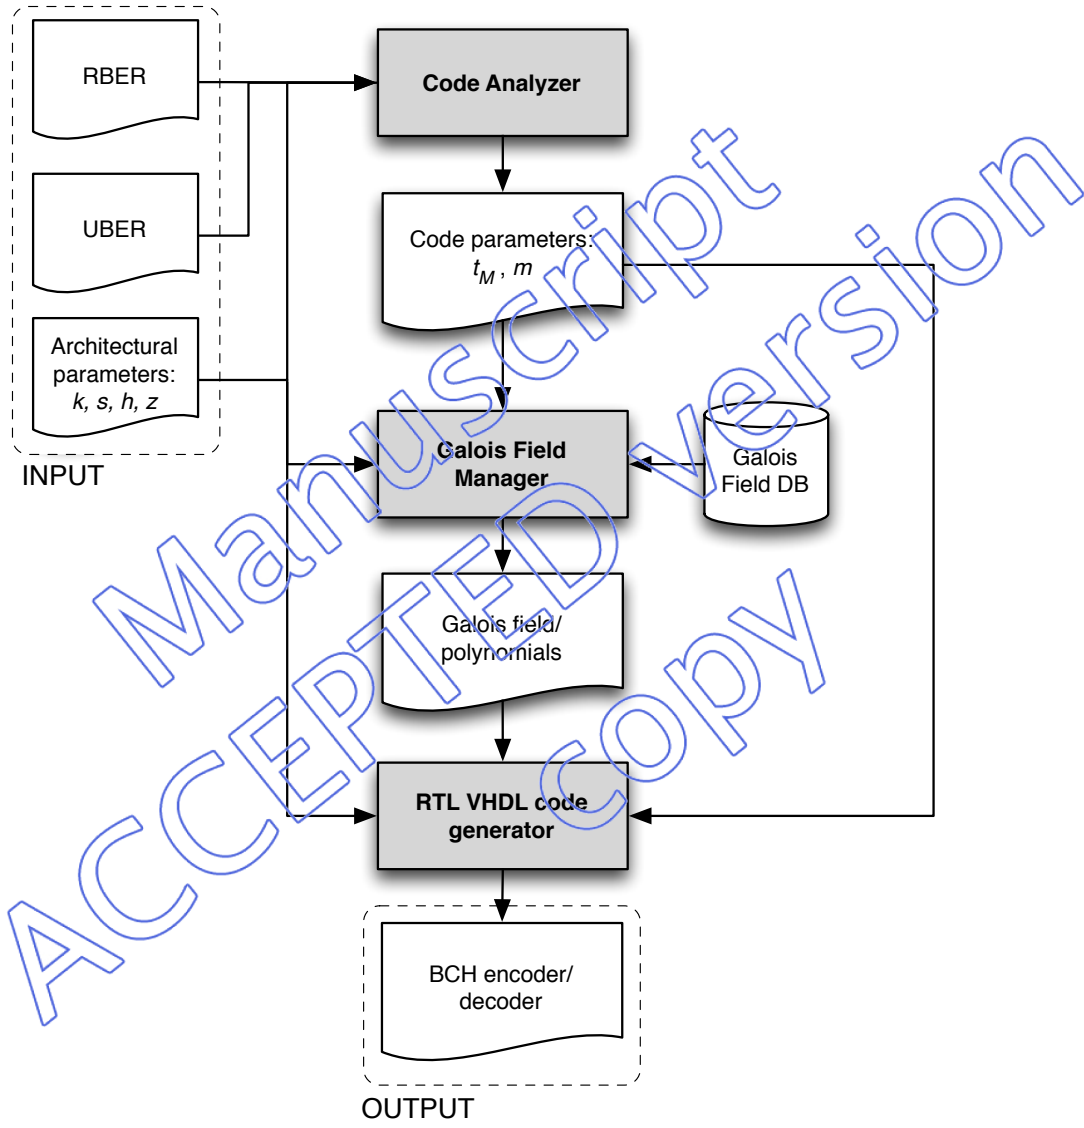 RBER
UBER
Architectural
parameters:
k, s, h, z
INPUT
Code Analyzer
Code parameters:
t_M , m
Galois Field
Manager
Galois
Field DB
Galois field/
polynomials
RTL VHDL code
generator
BCH encoder/
decoder
OUTPUT
Manuscript
ACCEPTED version
copy